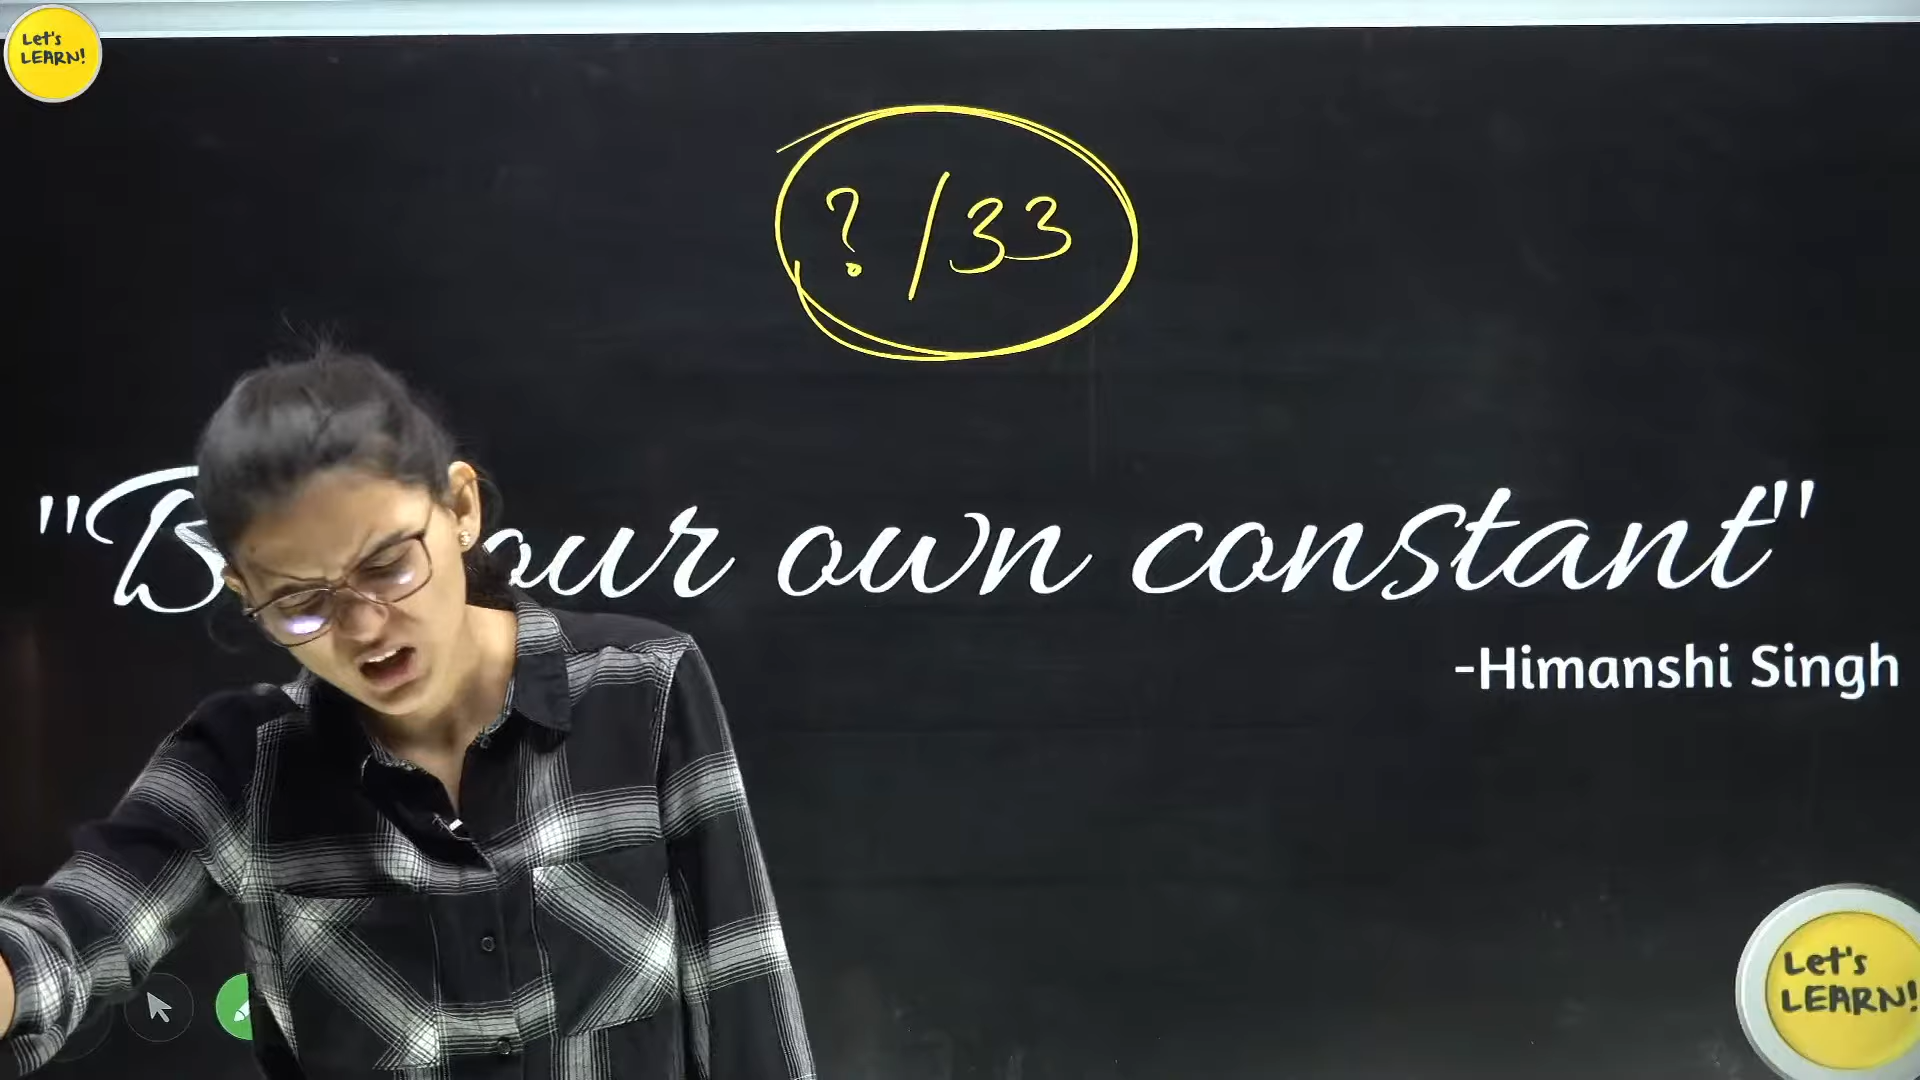 Let's
LEARN!
? / 33
"B our own constant"
-Himanshi Singh
Let's
LEARN!